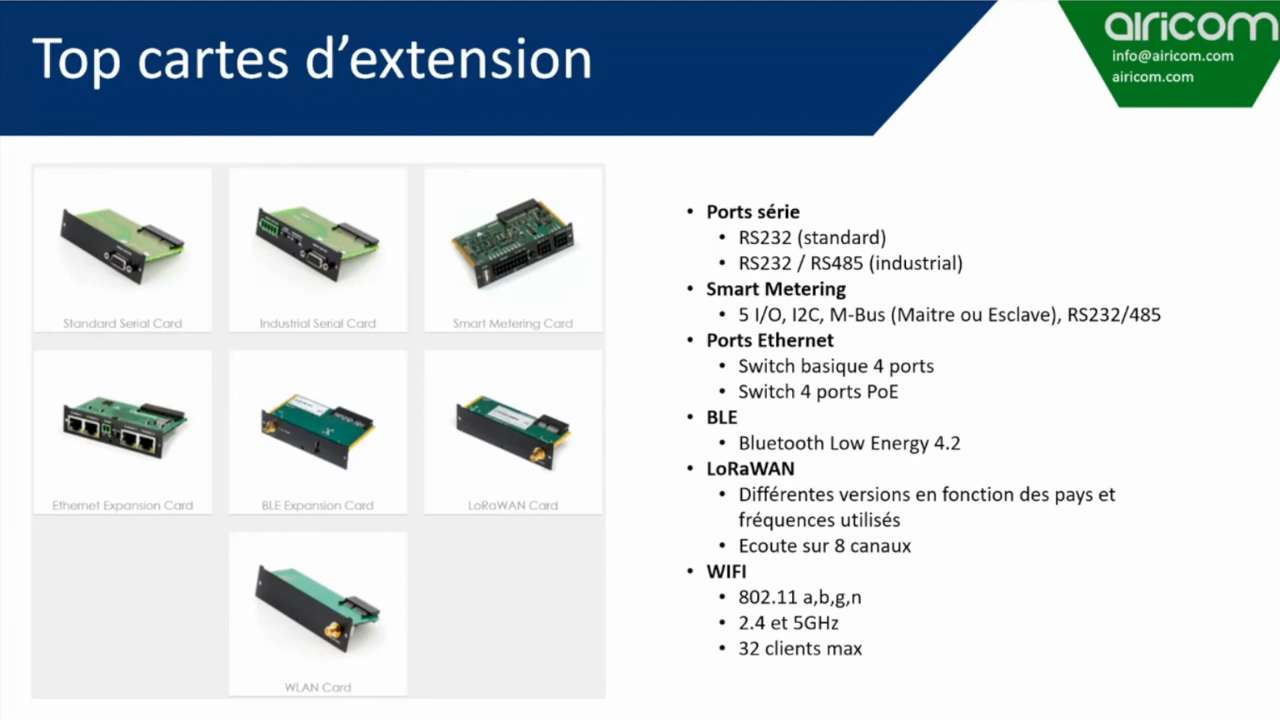 Top cartes d’extension
airicom
info@airicom.com
airicom.com
Standard Serial Card
Industrial Serial Card
Smart Metering Card
Ethernet Expansion Card
BLE Expansion Card
LoRaWAN Card
WLAN Card
• Ports série
• RS232 (standard)
• RS232 / RS485 (industrial)
• Smart Metering
• 5 I/O, I2C, M-Bus (Maitre ou Esclave), RS232/485
• Ports Ethernet
• Switch basique 4 ports
• Switch 4 ports PoE
• BLE
• Bluetooth Low Energy 4.2
• LoRaWAN
• Différentes versions en fonction des pays et
fréquences utilisés
• Ecoute sur 8 canaux
• WIFI
• 802.11 a,b,g,n
• 2.4 et 5GHz
• 32 clients max